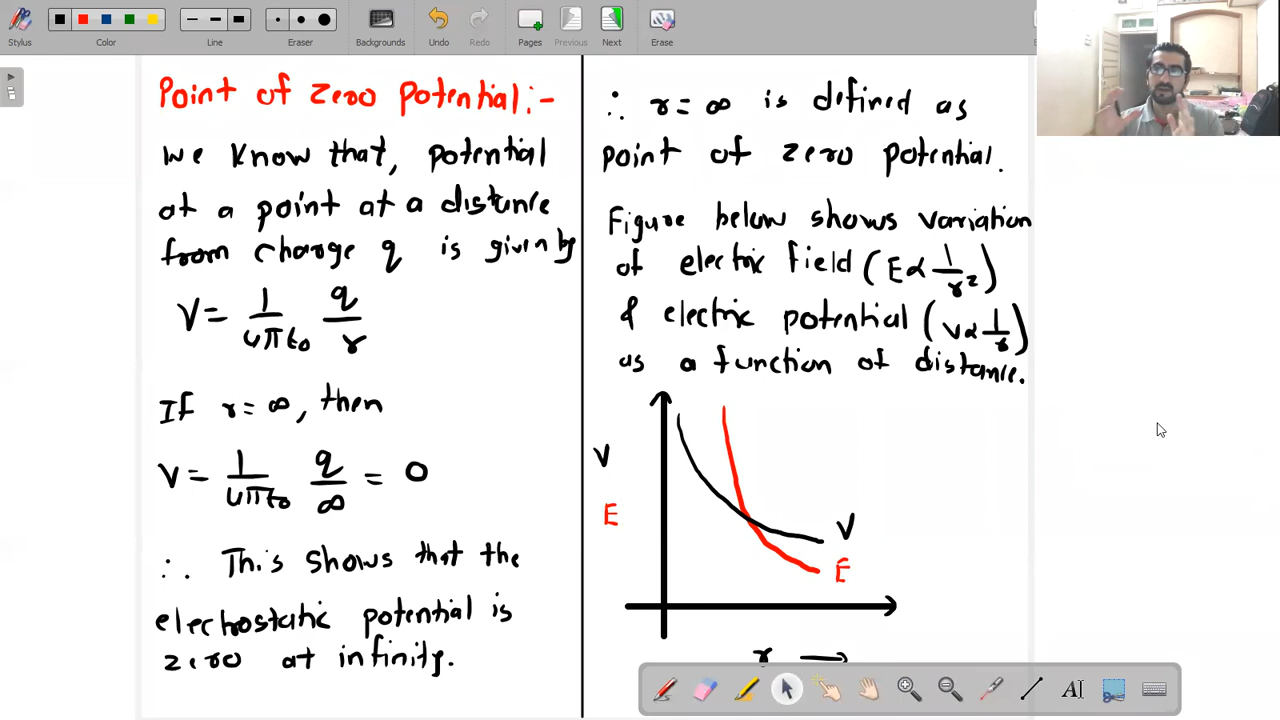 Stylus
Color
Line
Eraser
Backgrounds
Undo
Redo
Pages
Previous
Next
Erase
Point of Zero Potential:-
We know that, potential
at a point at a distance
from charge q is given by
V = 1/4πε0 q/r
If r = ∞, then
V = 1/4πε0 q/∞ = 0
∴ This shows that the
electrostatic potential is
zero at infinity.
∴ r = ∞ is defined as
point of zero potential.
Figure below shows variation
of electric field (E ∝ 1/r²)
& electric potential (V ∝ 1/r)
as a function of distance.
V
E
V
E
r →
AI